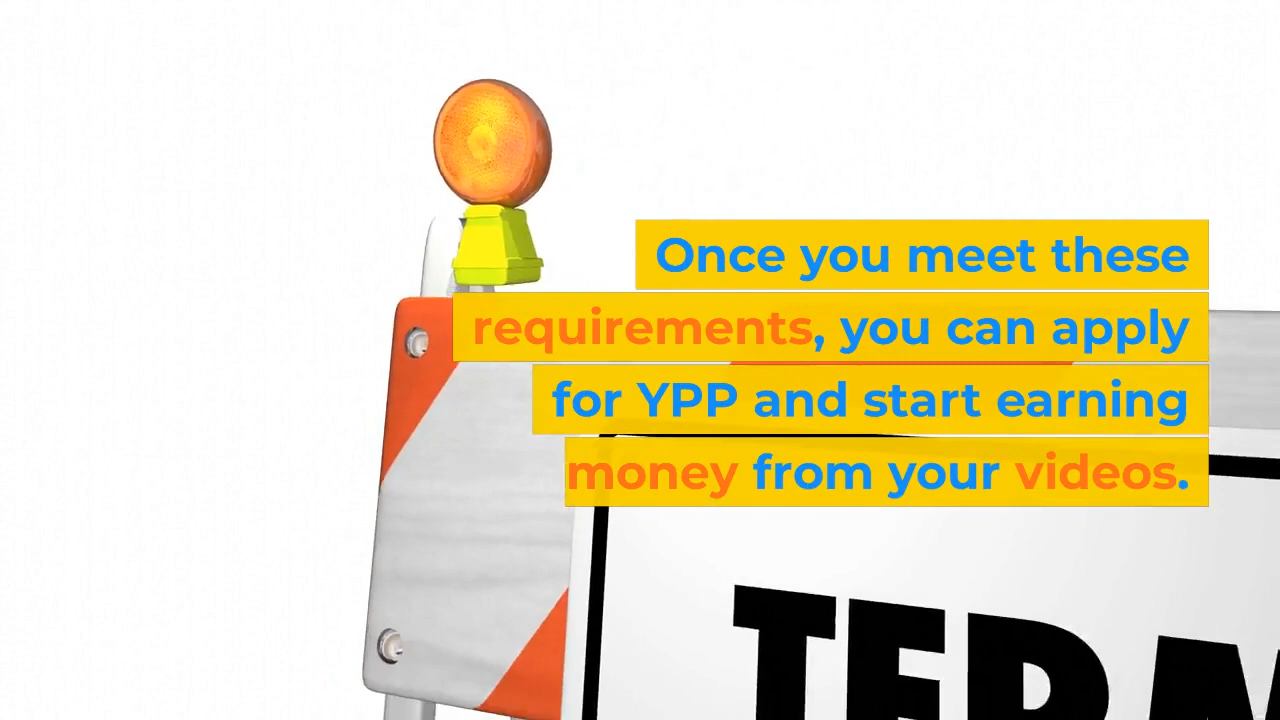 Once you meet these
requirements, you can apply
for YPP and start earning
money from your videos.